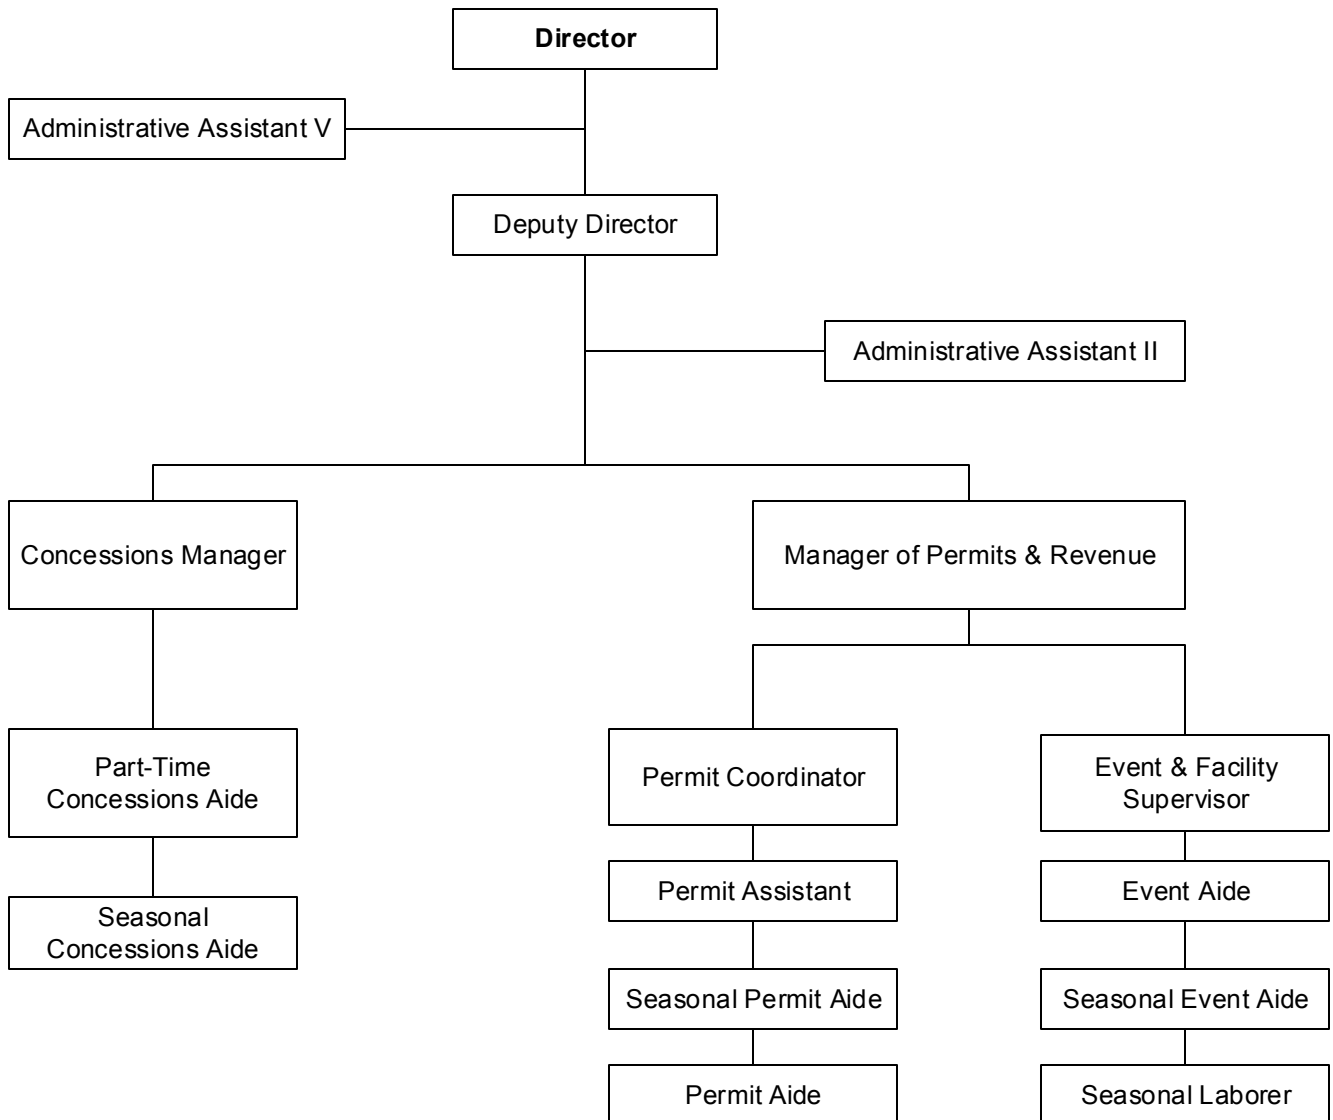 Director
Administrative Assistant V
Deputy Director
Administrative Assistant II
Concessions Manager
Manager of Permits & Revenue
Part-Time
Concessions Aide
Permit Coordinator
Event & Facility
Supervisor
Permit Assistant
Event Aide
Seasonal
Concessions Aide
Seasonal Permit Aide
Seasonal Event Aide
Permit Aide
Seasonal Laborer